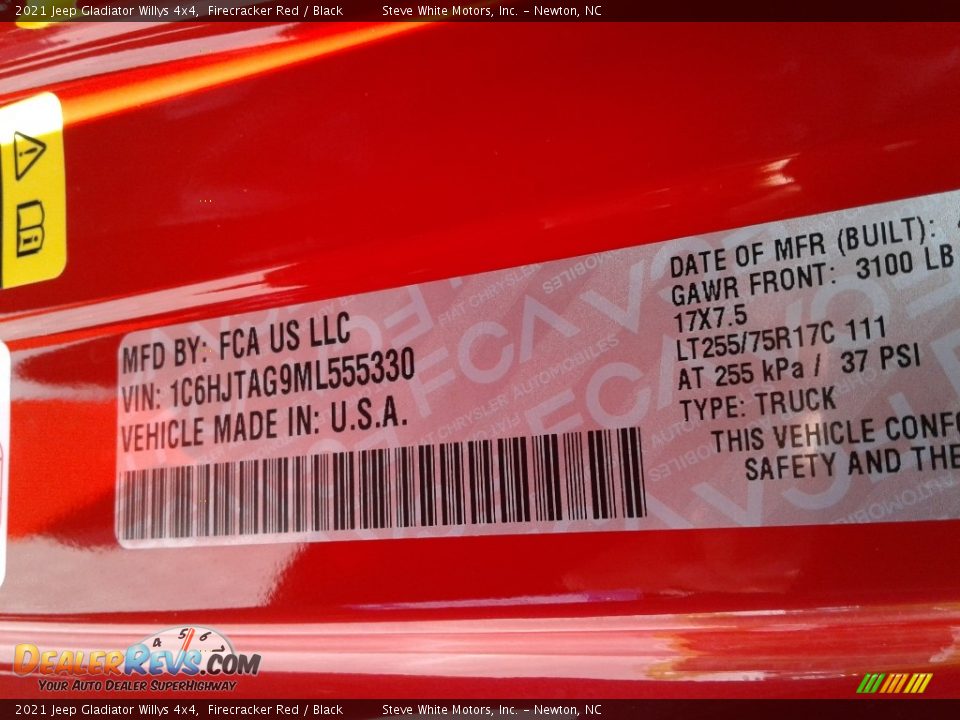 2021 Jeep Gladiator Willys 4x4, Firecracker Red / Black Steve White Motors, Inc. - Newton, NC
MFD BY: FCA US LLC
VIN: 1C6HJTAG9ML555330
VEHICLE MADE IN: U.S.A.
DATE OF MFR (BUILT):
GAWR FRONT: 3100 LB
17X7.5
LT255/75R17C 111
AT 255 kPa / 37 PSI
TYPE: TRUCK
THIS VEHICLE
SAFETY AND
4 5 6
DEALERREVS.COM
YOUR AUTO DEALER SUPERHIGHWAY
2021 Jeep Gladiator Willys 4x4, Firecracker Red / Black Steve White Motors, Inc. - Newton, NC